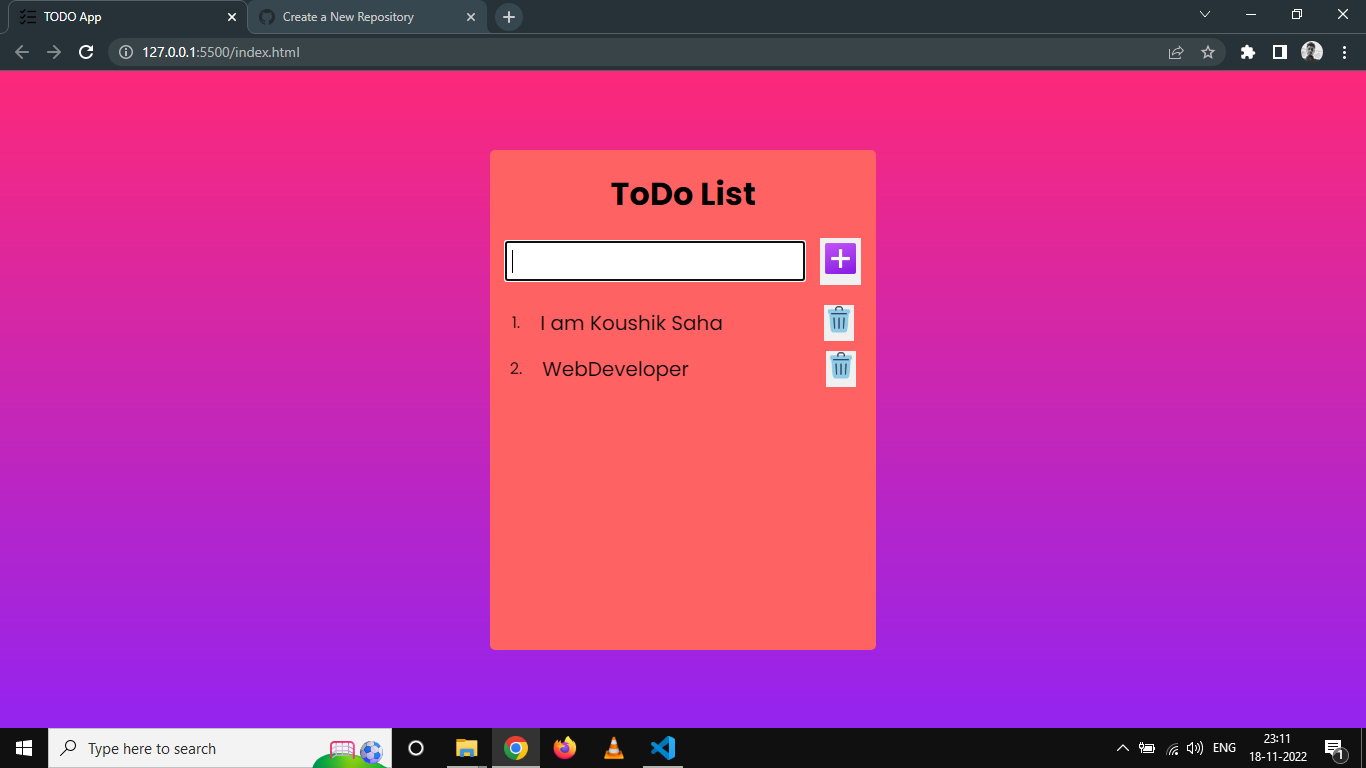 TODO App
Create a New Repository
127.0.0.1:5500/index.html
ToDo List
1. I am Koushik Saha
2. WebDeveloper
Type here to search
ENG
23:11
18-11-2022
1